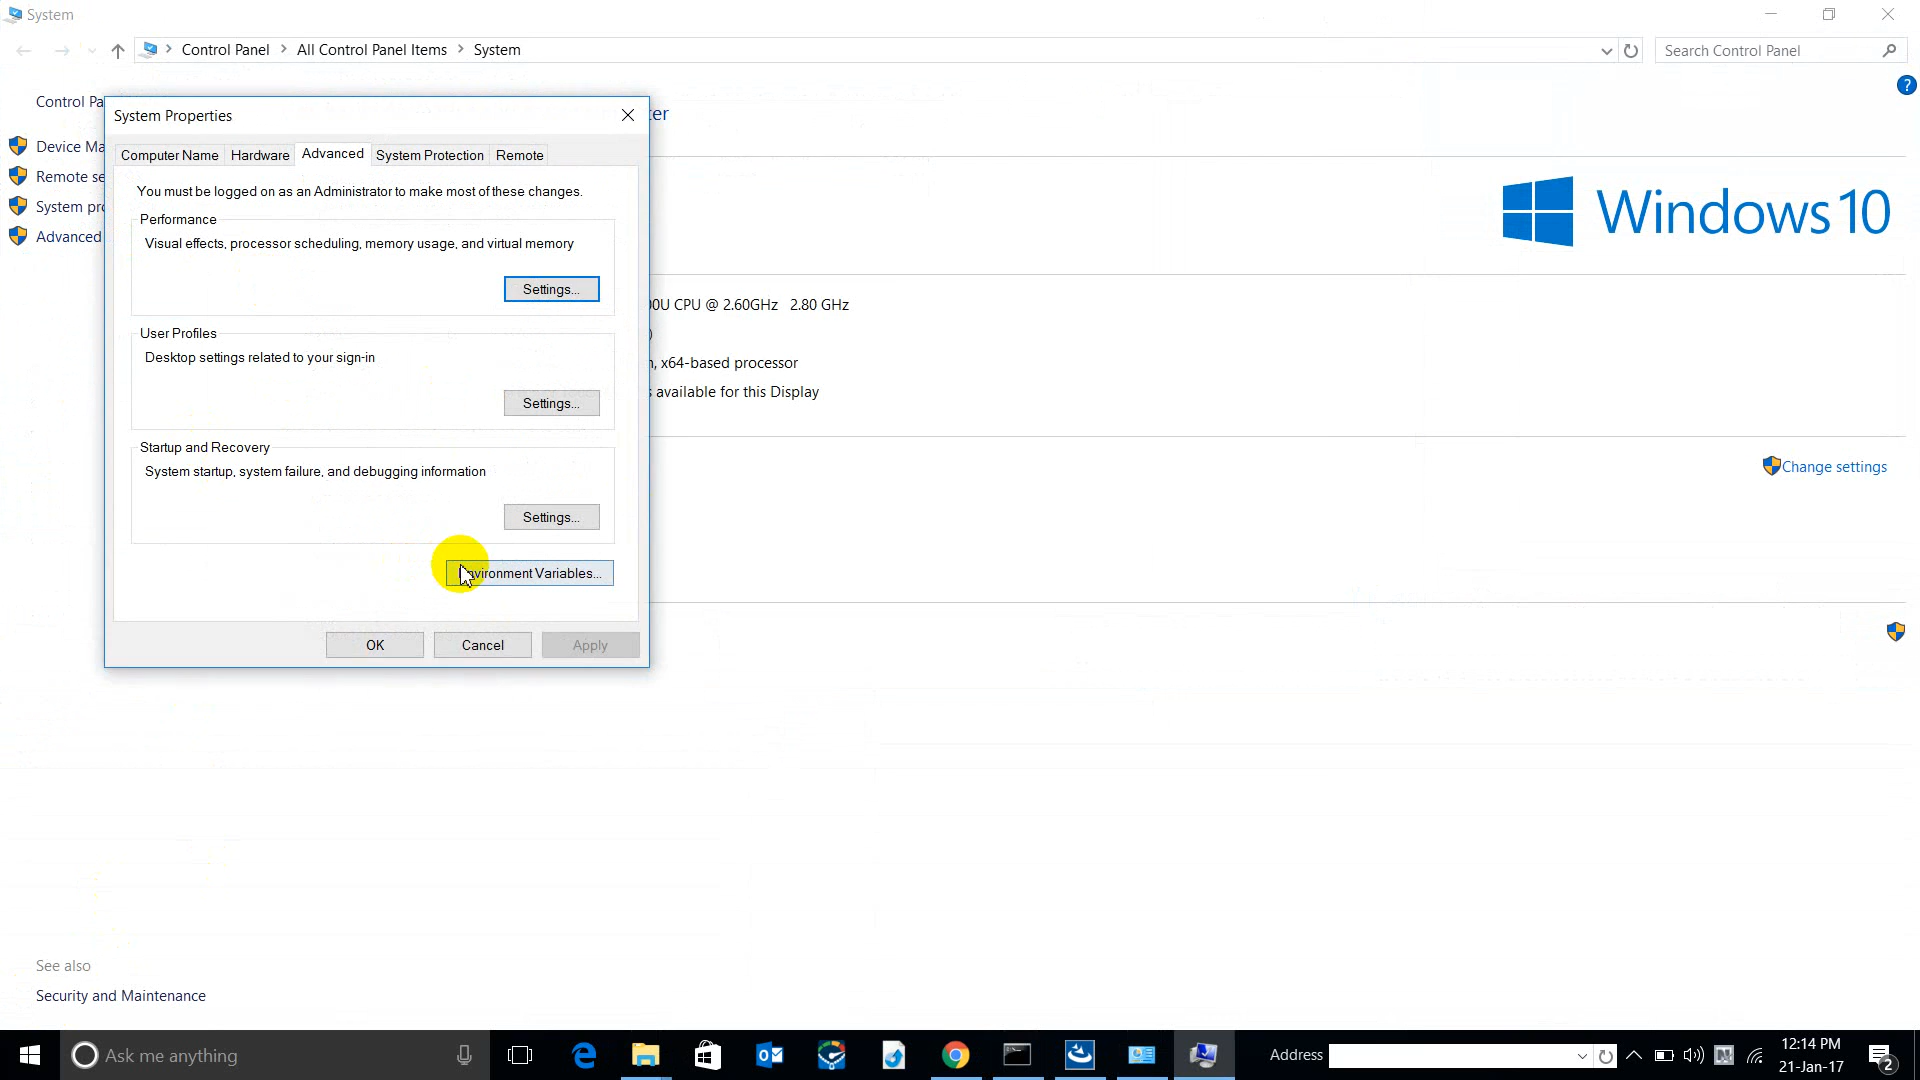 System
Control Panel > All Control Panel Items > System
Search Control Panel
Control Pa
System Properties
ter
Computer Name Hardware Advanced System Protection Remote
Device Ma
Remote se
System pro
Advanced
You must be logged on as an Administrator to make most of these changes.
Performance
Visual effects, processor scheduling, memory usage, and virtual memory
Settings...
User Profiles
Desktop settings related to your sign-in
Settings...
Startup and Recovery
System startup, system failure, and debugging information
Settings...
Environment Variables...
OK Cancel Apply
Windows 10
00U CPU @ 2.60GHz 2.80 GHz
)
n, x64-based processor
s available for this Display
Change settings
See also
Security and Maintenance
Ask me anything
Address
12:14 PM
21-Jan-17
2